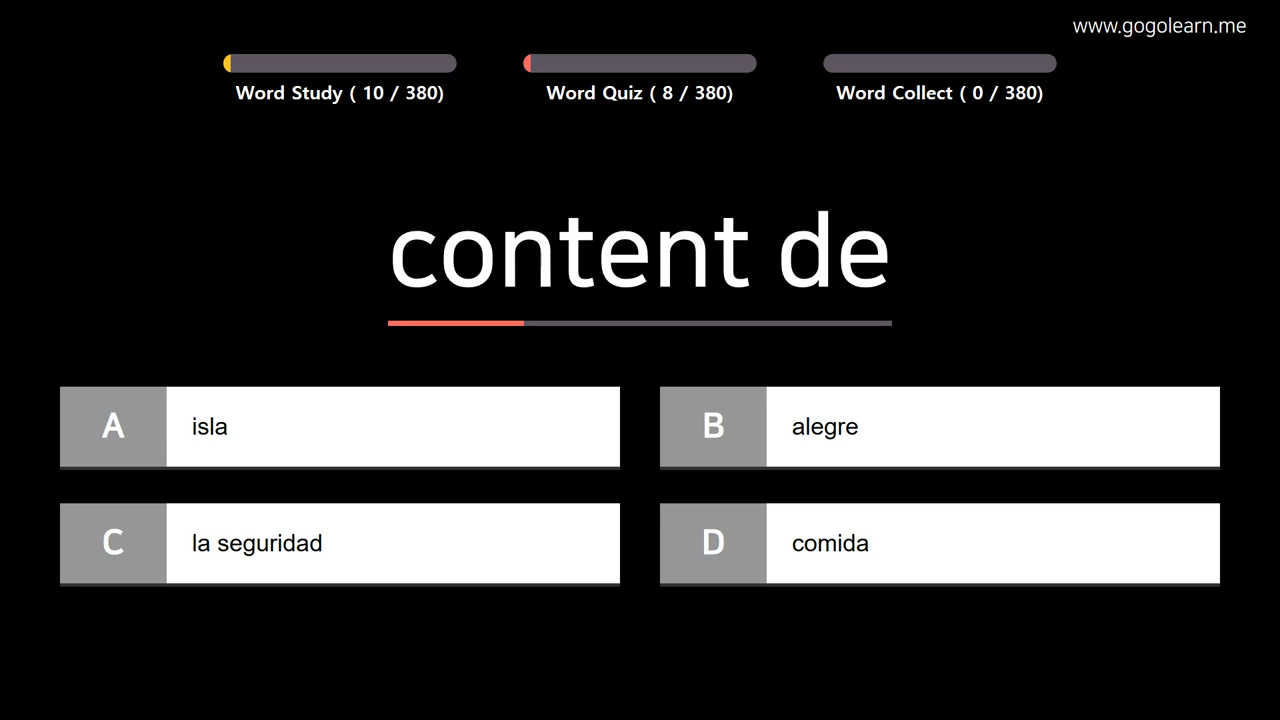 www.gogolearn.me
Word Study ( 10 / 380)
Word Quiz ( 8 / 380)
Word Collect ( 0 / 380)
content de
A isla
B alegre
C la seguridad
D comida